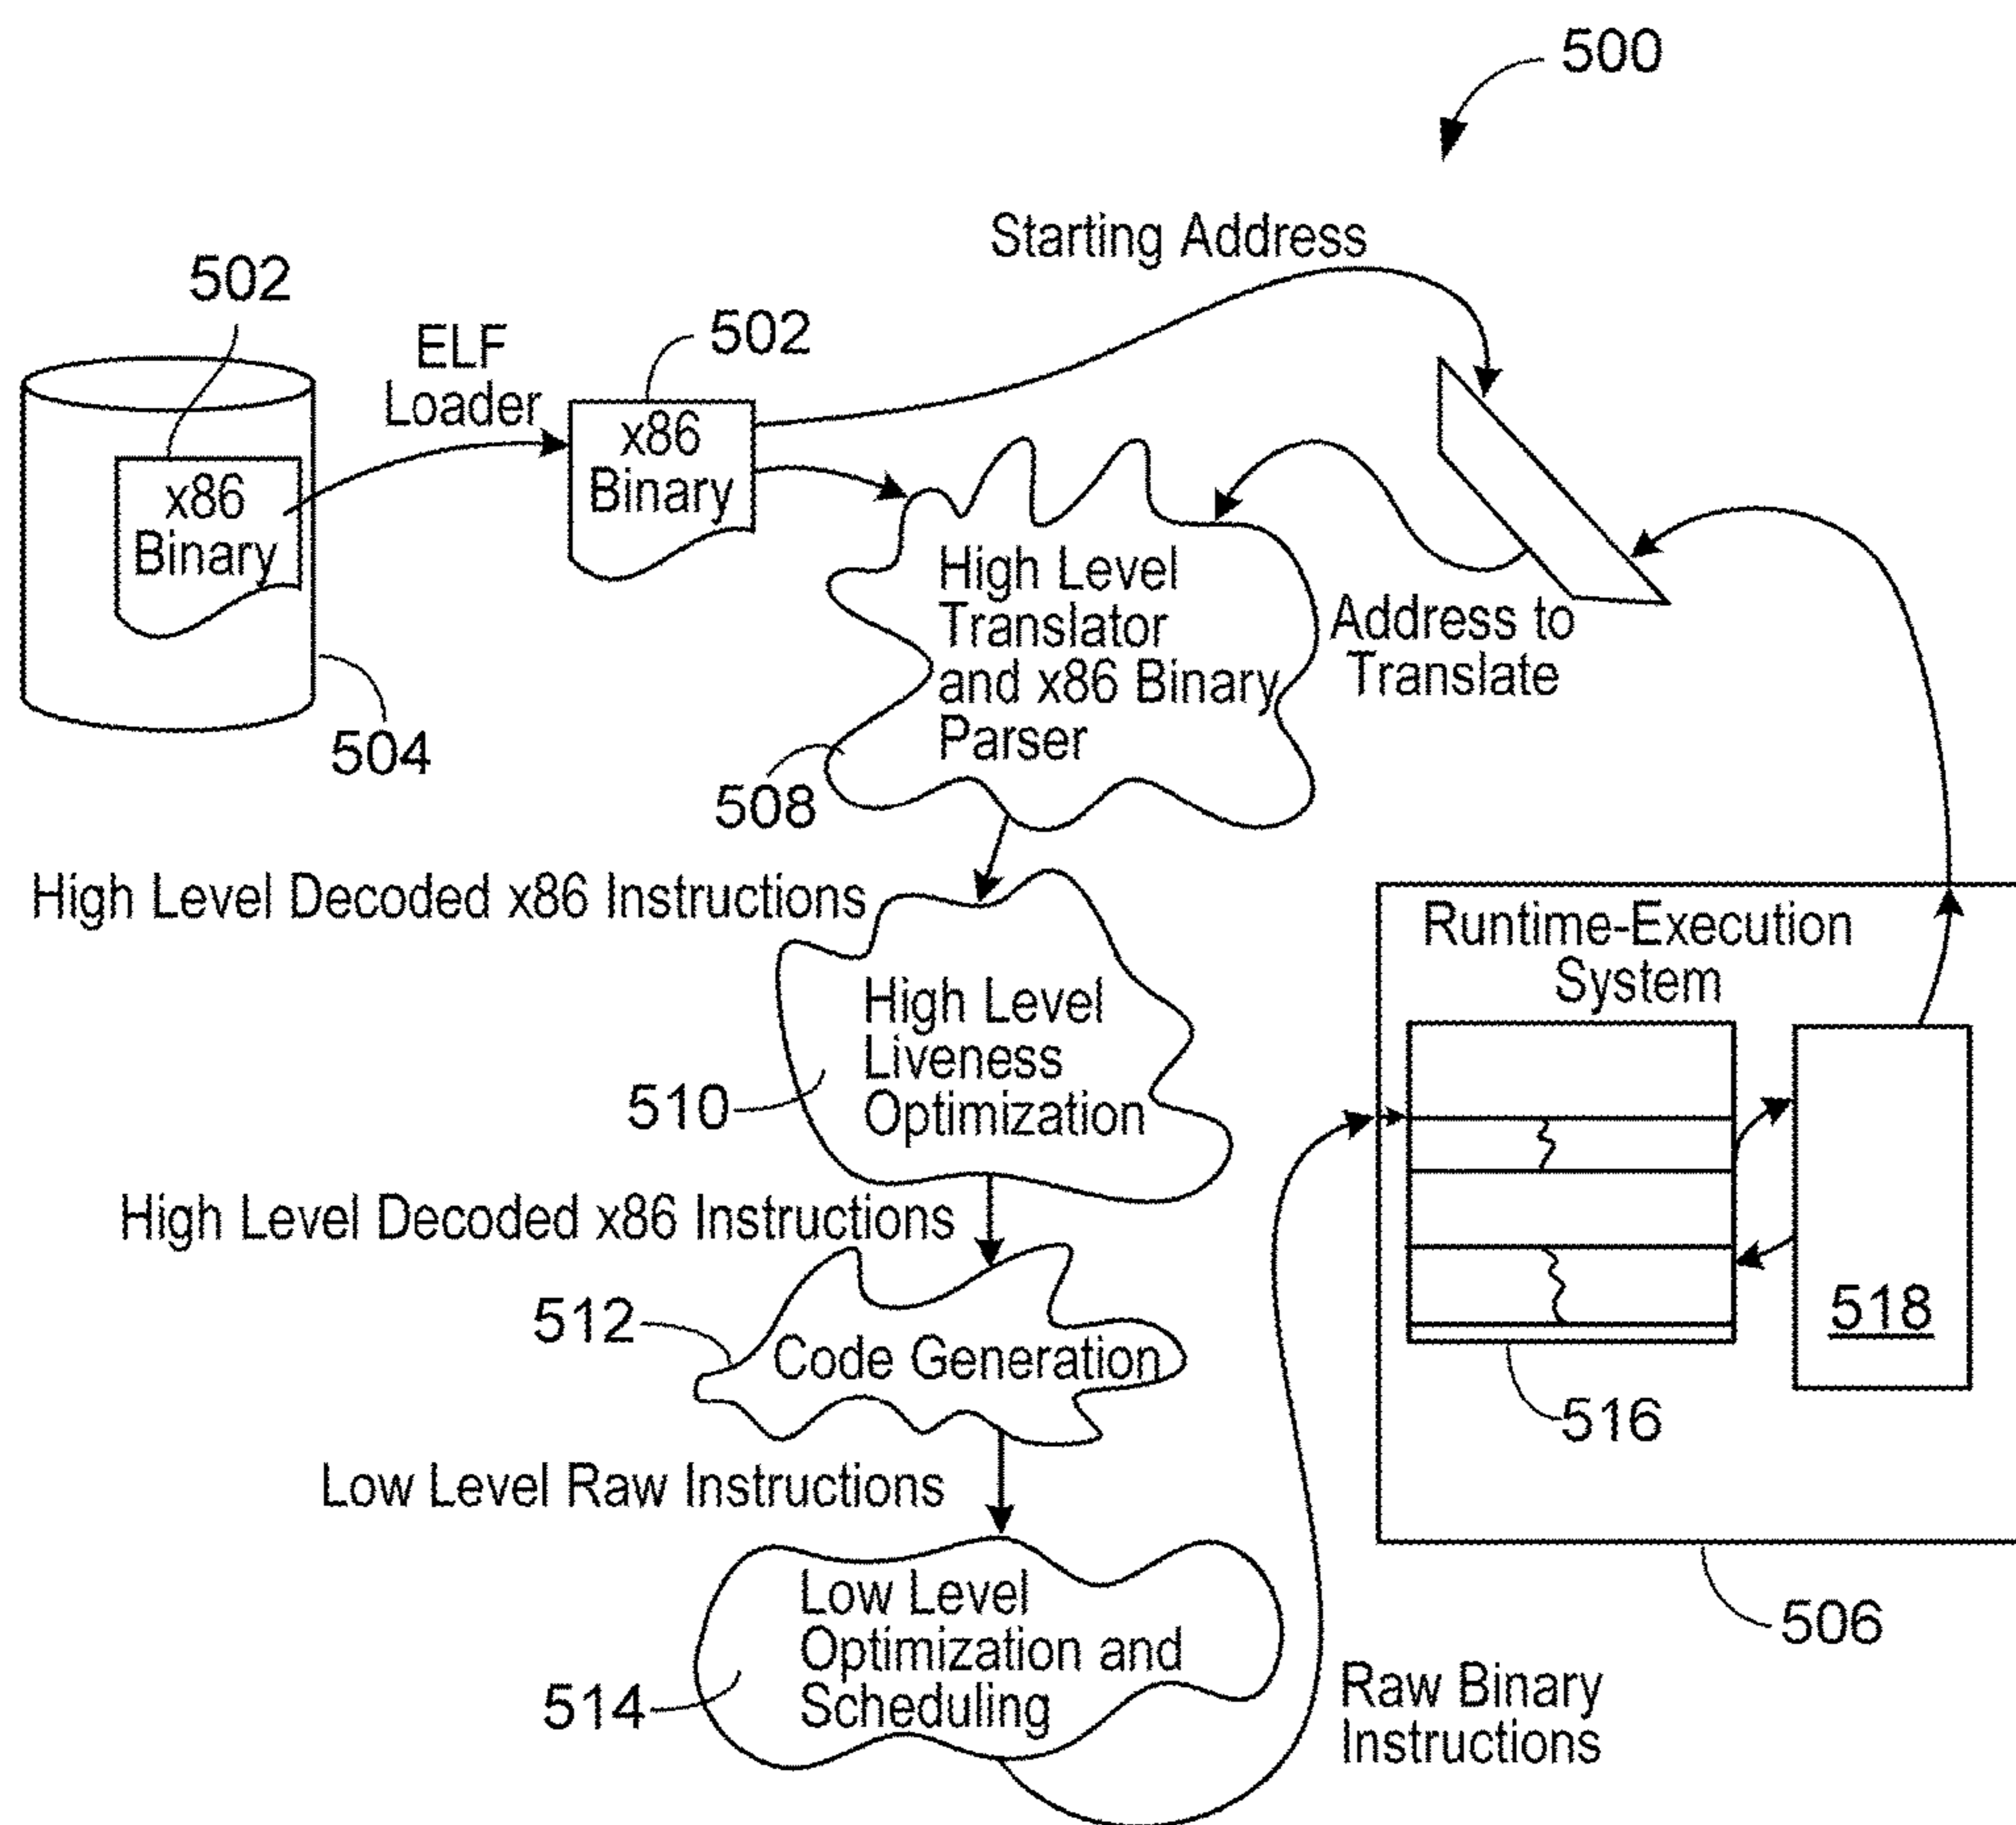 500
Starting Address
502
ELF
Loader
502
x86
Binary
x86
Binary
504
High Level
Translator
and x86 Binary
Parser
508
Address to
Translate
High Level Decoded x86 Instructions
High Level
Liveness
Optimization
510
Runtime-Execution
System
518
516
506
High Level Decoded x86 Instructions
512
Code Generation
Low Level Raw Instructions
Low Level
Optimization and
Scheduling
514
Raw Binary
Instructions